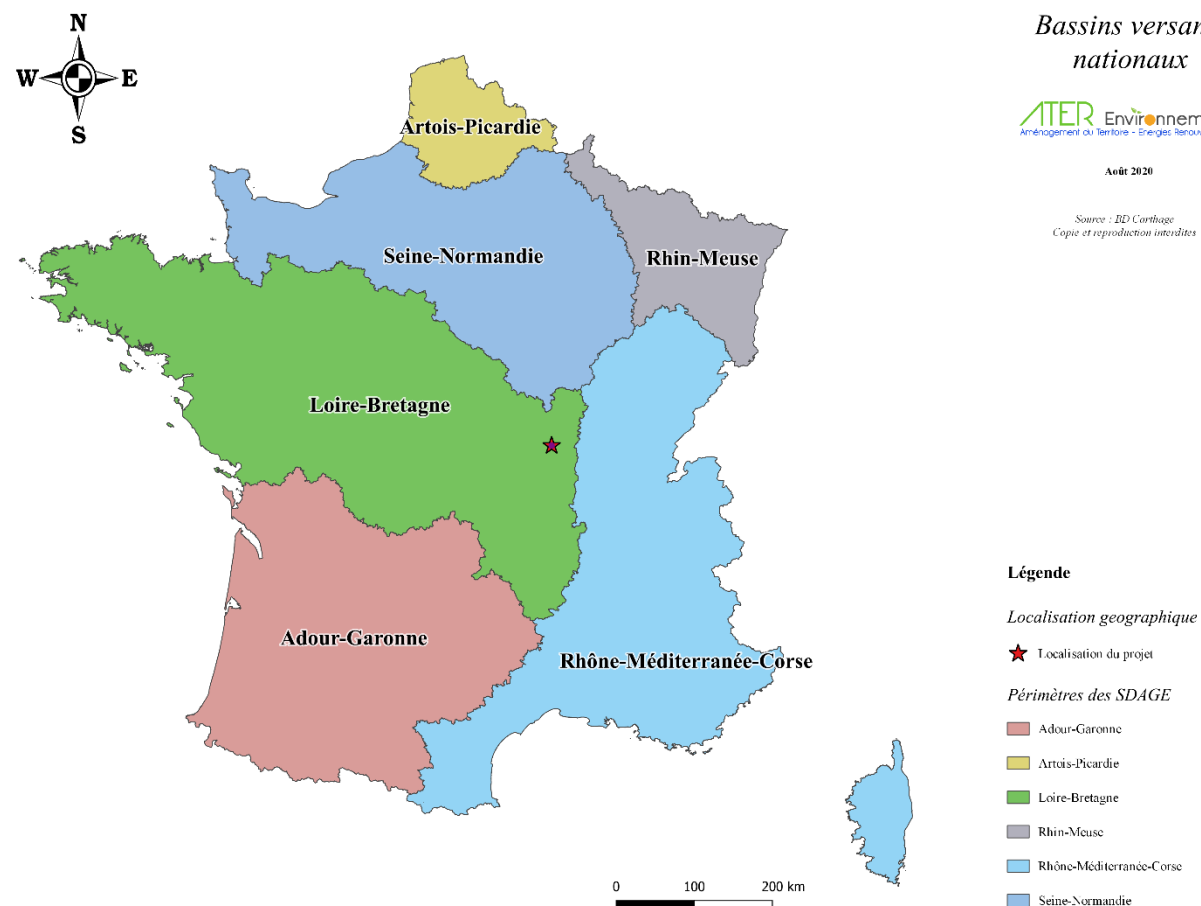 N
W E
S
Bassins versan
nationaux
ATER Environnem
Aménagement du Territoire - Energies Renouv
Août 2020
Source : BD Carthage
Copie et reproduction interdites
Artois-Picardie
Seine-Normandie
Rhin-Meuse
Loire-Bretagne
Adour-Garonne
Rhône-Méditerranée-Corse
Légende
Localisation geographique
Localisation du projet
Périmètres des SDAGE
Adour-Garonne
Artois-Picardie
Loire-Bretagne
Rhin-Meuse
Rhône-Méditerranée-Corse
Seine-Normandie
0 100 200 km